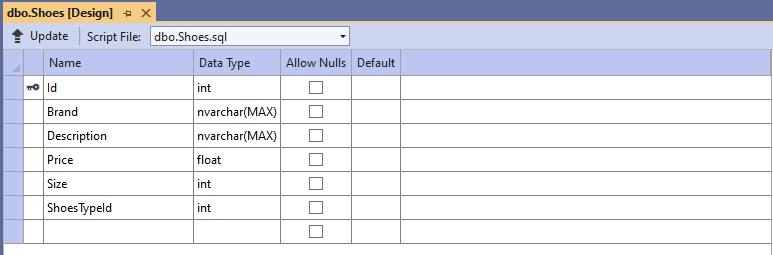 dbo.Shoes [Design]
Update Script File: dbo.Shoes.sql
Name Data Type Allow Nulls Default
Id int
Brand nvarchar(MAX)
Description nvarchar(MAX)
Price float
Size int
ShoesTypeId int